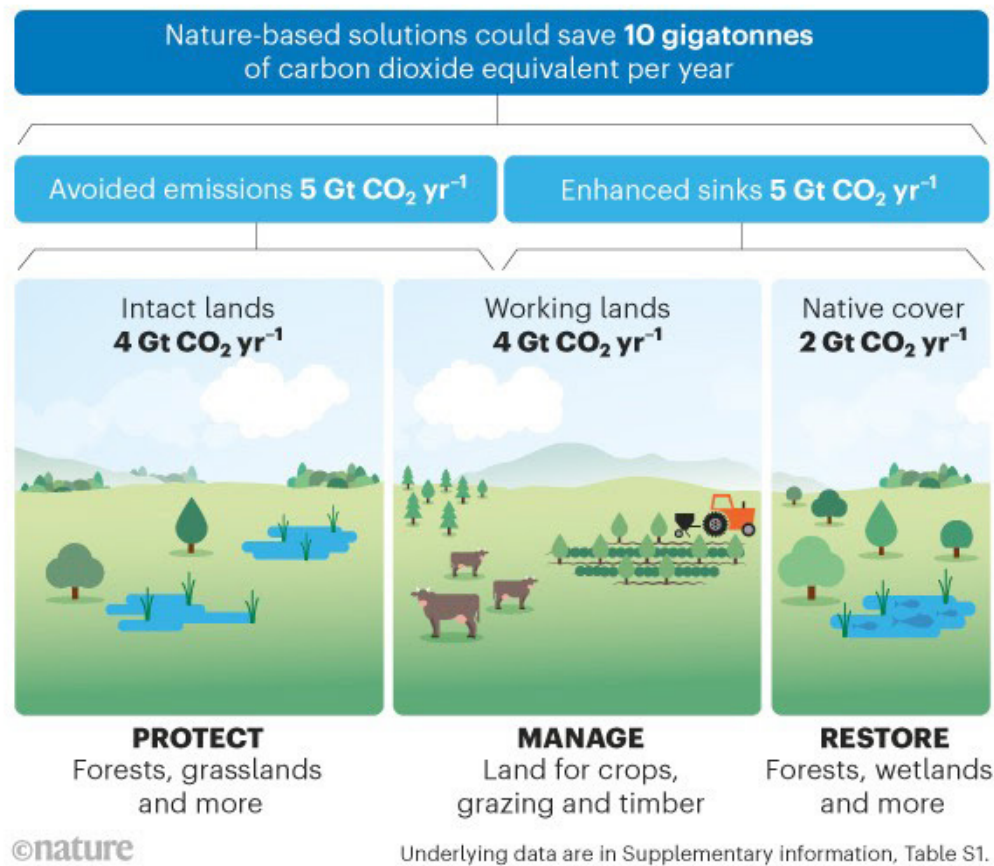 Nature-based solutions could save 10 gigatonnes
of carbon dioxide equivalent per year
Avoided emissions 5 Gt CO₂ yr⁻¹
Enhanced sinks 5 Gt CO₂ yr⁻¹
Intact lands
4 Gt CO₂ yr⁻¹
Working lands
4 Gt CO₂ yr⁻¹
Native cover
2 Gt CO₂ yr⁻¹
PROTECT
Forests, grasslands
and more
MANAGE
Land for crops,
grazing and timber
RESTORE
Forests, wetlands
and more
©nature
Underlying data are in Supplementary information, Table S1.